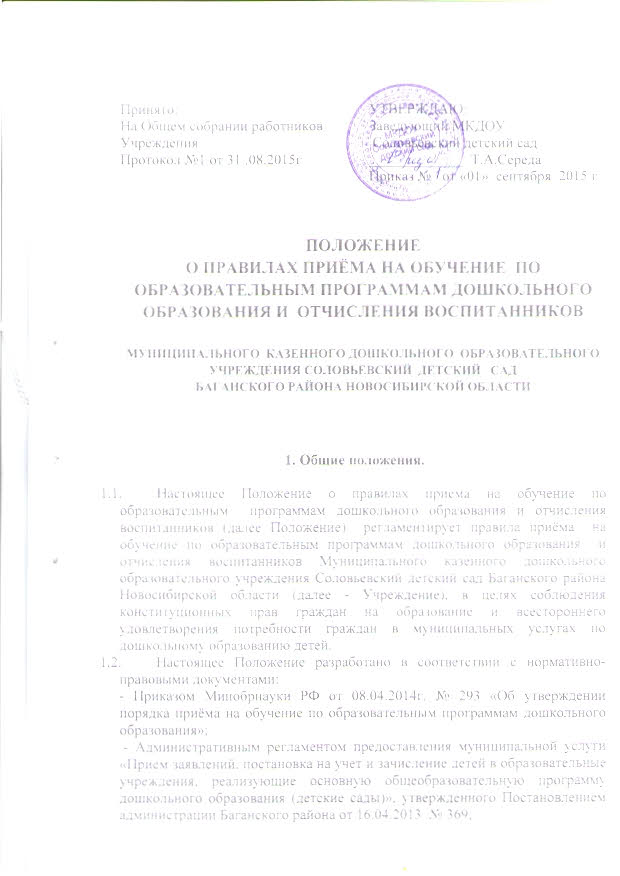 Принято:
На Общем собрании работников
Учреждения
Протокол №1 от 31 .08.2015г
УТВЕРЖДАЮ:
Заведующий МКДОУ
Соловьевский детский сад
Т.А.Середа
Приказ № 1 от «01» сентября 2015 г
ПОЛОЖЕНИЕ
О ПРАВИЛАХ ПРИЁМА НА ОБУЧЕНИЕ ПО
ОБРАЗОВАТЕЛЬНЫМ ПРОГРАММАМ ДОШКОЛЬНОГО
ОБРАЗОВАНИЯ И ОТЧИСЛЕНИЯ ВОСПИТАННИКОВ
МУНИЦИПАЛЬНОГО КАЗЕННОГО ДОШКОЛЬНОГО ОБРАЗОВАТЕЛЬНОГО
УЧРЕЖДЕНИЯ СОЛОВЬЕВСКИЙ ДЕТСКИЙ САД
БАГАНСКОГО РАЙОНА НОВОСИБИРСКОЙ ОБЛАСТИ
1. Общие положения.
1.1. Настоящее Положение о правилах приема на обучение по
образовательным программам дошкольного образования и отчисления
воспитанников (далее Положение) регламентирует правила приёма на
обучение по образовательным программам дошкольного образования и
отчисления воспитанников Муниципального казенного дошкольного
образовательного учреждения Соловьевский детский сад Баганского района
Новосибирской области (далее - Учреждение), в целях соблюдения
конституционных прав граждан на образование и всестороннего
удовлетворения потребности граждан в муниципальных услугах по
дошкольному образованию детей.
1.2. Настоящее Положение разработано в соответствии с нормативно-
правовыми документами:
- Приказом Минобрнауки РФ от 08.04.2014г. № 293 «Об утверждении
порядка приёма на обучение по образовательным программам дошкольного
образования»;
- Административным регламентом предоставления муниципальной услуги
«Прием заявлений, постановка на учет и зачисление детей в образовательные
учреждения, реализующие основную общеобразовательную программу
дошкольного образования (детские сады)», утвержденного Постановлением
администрации Баганского района от 16.04.2013 № 369;